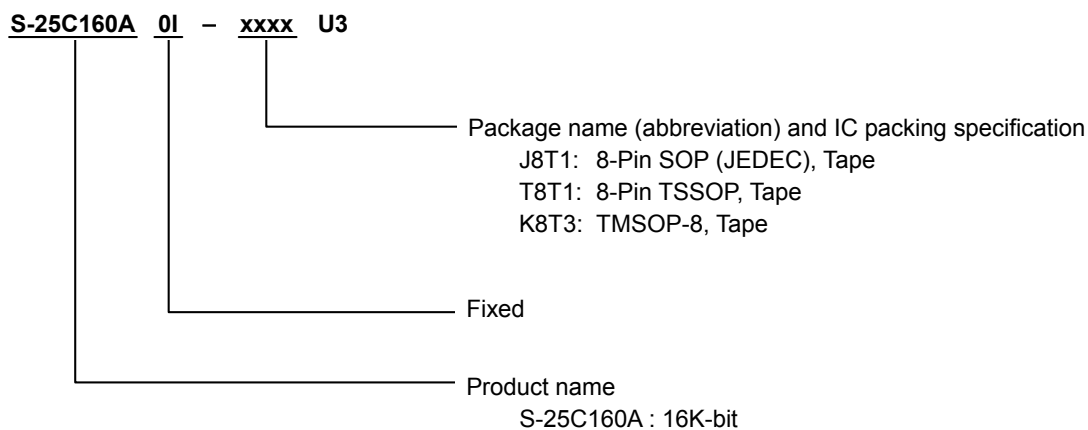 S-25C160A 0I – xxxx U3
Package name (abbreviation) and IC packing specification
J8T1: 8-Pin SOP (JEDEC), Tape
T8T1: 8-Pin TSSOP, Tape
K8T3: TMSOP-8, Tape
Fixed
Product name
S-25C160A : 16K-bit